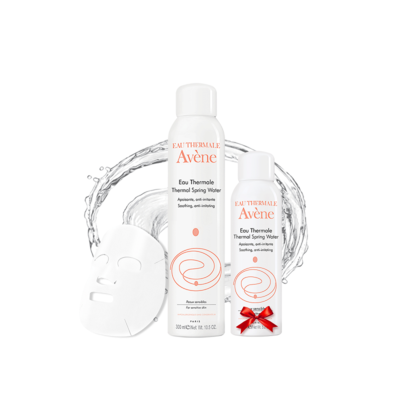 EAU THERMALE
Avène
Eau Thermale
Thermal Spring Water
Apaisante, anti-irritante
Soothing, anti-irritating
Peaux sensibles
For sensitive skin
PARIS
EAU THERMALE
Avène
Eau Thermale
Thermal Spring Water
Apaisante, anti-irritante
Soothing, anti-irritating